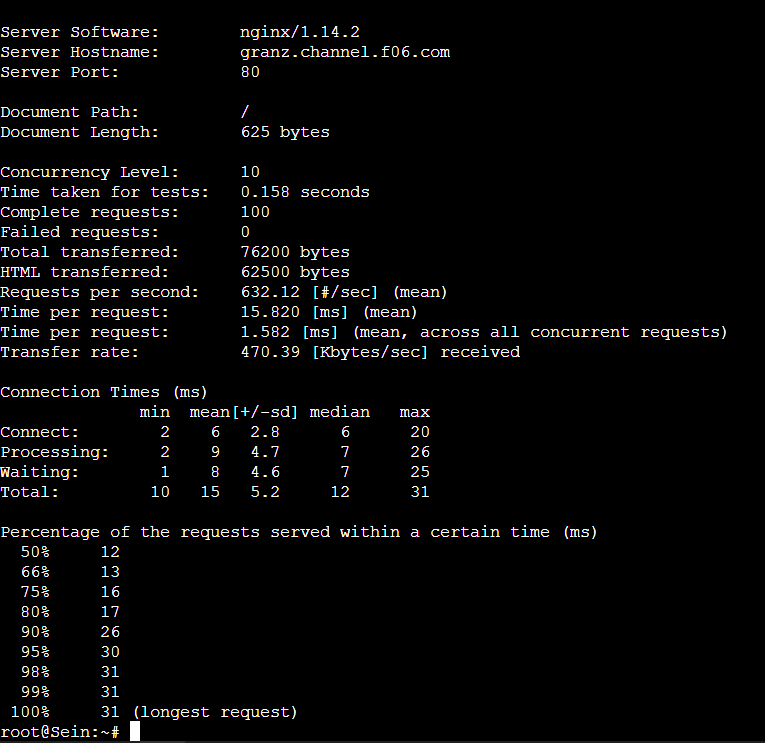 Server Software:        nginx/1.14.2
Server Hostname:        granz.channel.f06.com
Server Port:            80
Document Path:          /
Document Length:        625 bytes
Concurrency Level:      10
Time taken for tests:   0.158 seconds
Complete requests:      100
Failed requests:        0
Total transferred:      76200 bytes
HTML transferred:       62500 bytes
Requests per second:    632.12 [#/sec] (mean)
Time per request:       15.820 [ms] (mean)
Time per request:       1.582 [ms] (mean, across all concurrent requests)
Transfer rate:          470.39 [Kbytes/sec] received
Connection Times (ms)
              min  mean[+/-sd] median   max
Connect:        2    6   2.8      6      20
Processing:     2    9   4.7      7      26
Waiting:        1    8   4.6      7      25
Total:         10   15   5.2     12      31
Percentage of the requests served within a certain time (ms)
  50%     12
  66%     13
  75%     16
  80%     17
  90%     26
  95%     30
  98%     31
  99%     31
 100%     31 (longest request)
root@Sein:~#